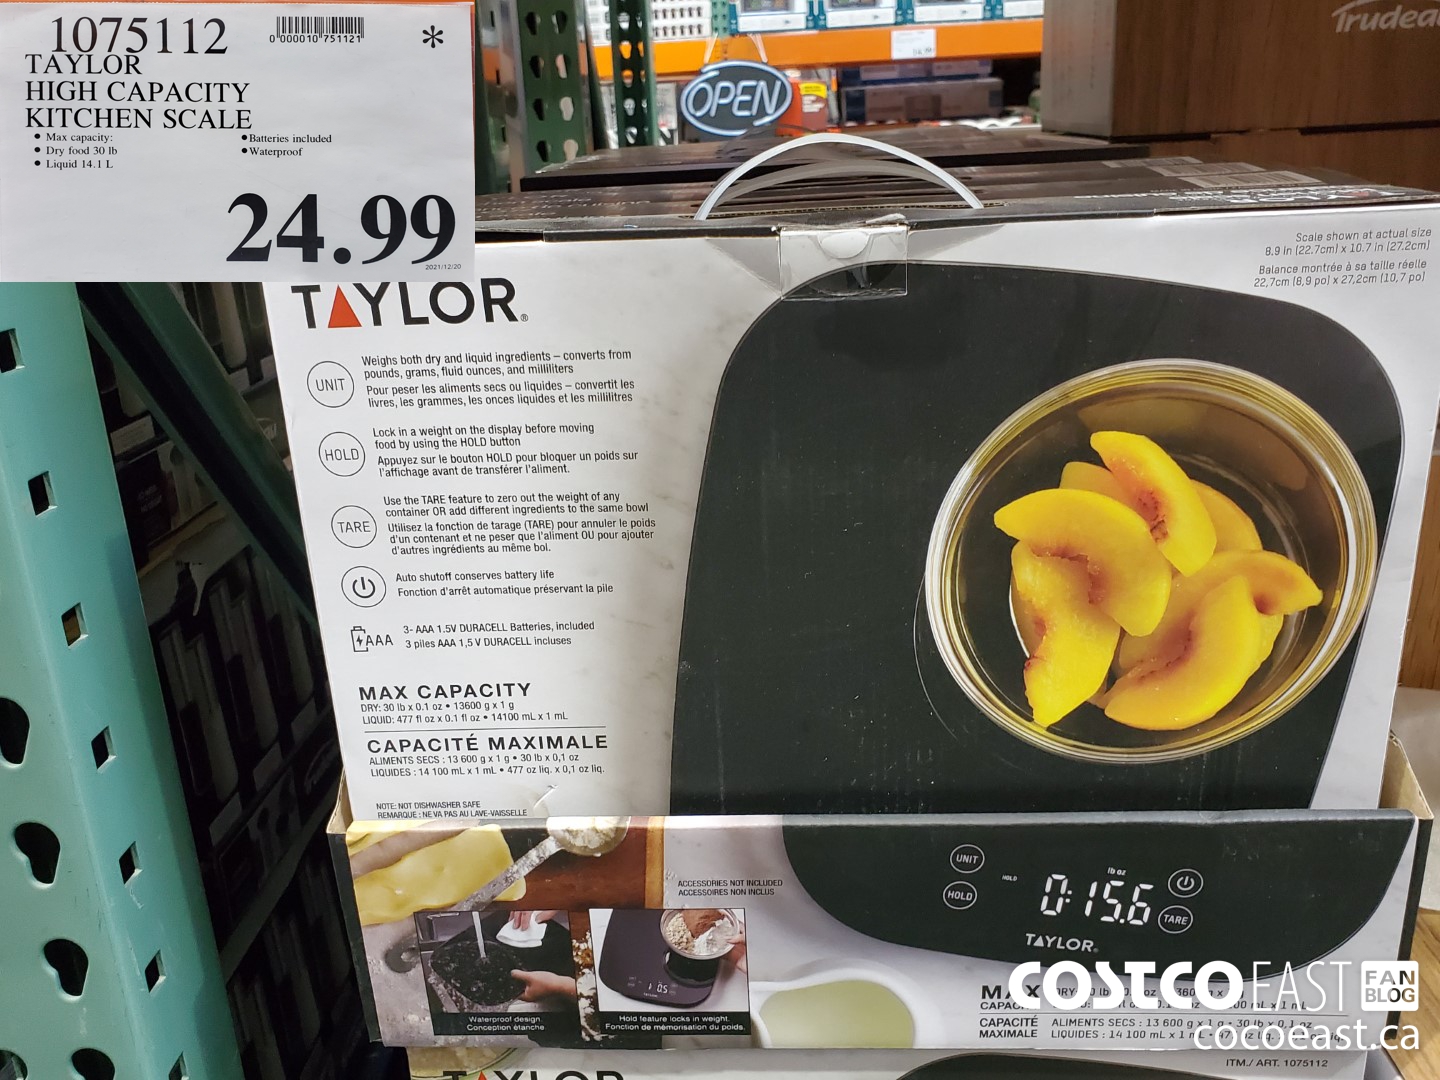 1075112
0 000010 751121
*
TAYLOR
HIGH CAPACITY
KITCHEN SCALE
• Max capacity:
• Dry food 30 lb
• Liquid 14.1 L
• Batteries included
• Waterproof
24.99
2021/12/20
OPEN
Trudea
Scale shown at actual size
8.9 in (22.7cm) x 10.7 in (27.2cm)
Balance montrée à sa taille réelle
22,7cm (8,9 po) x 27,2cm (10,7 po)
TAYLOR®
UNIT
Weighs both dry and liquid ingredients – converts from
pounds, grams, fluid ounces, and milliliters
Pour peser les aliments secs ou liquides – convertit les
livres, les grammes, les onces liquides et les millilitres
HOLD
Lock in a weight on the display before moving
food by using the HOLD button
Appuyez sur le bouton HOLD pour bloquer un poids sur
l'affichage avant de transférer l'aliment.
TARE
Use the TARE feature to zero out the weight of any
container OR add different ingredients to the same bowl
Utilisez la fonction de tarage (TARE) pour annuler le poids
d'un contenant et ne peser que l'aliment OU pour ajouter
d'autres ingrédients au même bol.
Auto shutoff conserves battery life
Fonction d'arrêt automatique préservant la pile
AAA
3- AAA 1.5V DURACELL Batteries, included
3 piles AAA 1,5 V DURACELL incluses
MAX CAPACITY
DRY: 30 lb x 0.1 oz • 13600 g x 1 g
LIQUID: 477 fl oz x 0.1 fl oz • 14100 mL x 1 mL
CAPACITÉ MAXIMALE
ALIMENTS SECS : 13 600 g x 1 g • 30 lb x 0,1 oz
LIQUIDES : 14 100 mL x 1 mL • 477 oz liq. x 0,1 oz liq.
NOTE: NOT DISHWASHER SAFE
REMARQUE : NE VA PAS AU LAVE-VAISSELLE
ACCESSORIES NOT INCLUDED
ACCESSOIRES NON INCLUS
UNIT
HOLD
HOLD
lb oz
0:15.6
TARE
TAYLOR®
TAYLOR
Waterproof design.
Conception étanche.
Hold feature locks in weight.
Fonction de mémorisation du poids.
COSTCO EAST FAN BLOG
cocoeast.ca
MAX
CAPACITÉ MAXIMALE
ALIMENTS SECS : 13 600 g x 1 g • 30 lb x 0,1 oz
LIQUIDES : 14 100 mL x 1 mL
ITM./ ART. 1075112
TAYLOR